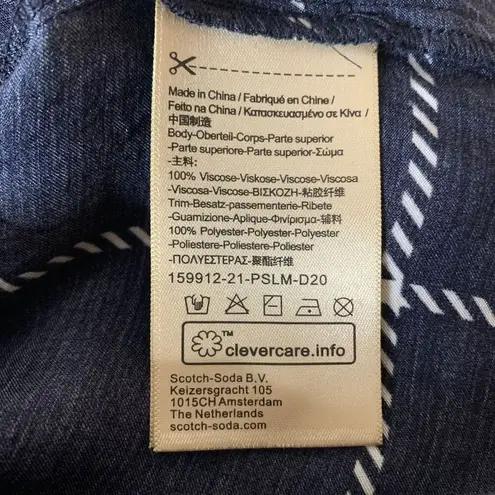 Made in China / Fabriqué en Chine /
Feito na China / Κατασκευασμένο σε Κίνα /
中国制造
Body-Oberteil-Corps-Parte superior
-Parte superiore-Parte superior-Σώμα
-主料:
100% Viscose-Viskose-Viscose-Viscosa
-Viscosa-Viscose-ΒΙΣΚΟΖΗ-粘胶纤维
Trim-Besatz-passementerie-Ribete
-Guarnizione-Aplique-Φινίρισμα-辅料
100% Polyester-Polyester-Polyester
-Poliestere-Poliestere-Poliester
-ΠΟΛΥΕΣΤΕΡΑΣ-聚酯纤维
159912-21-PSLM-D20
TM
clevercare.info
Scotch-Soda B.V.
Keizersgracht 105
1015CH Amsterdam
The Netherlands
scotch-soda.com